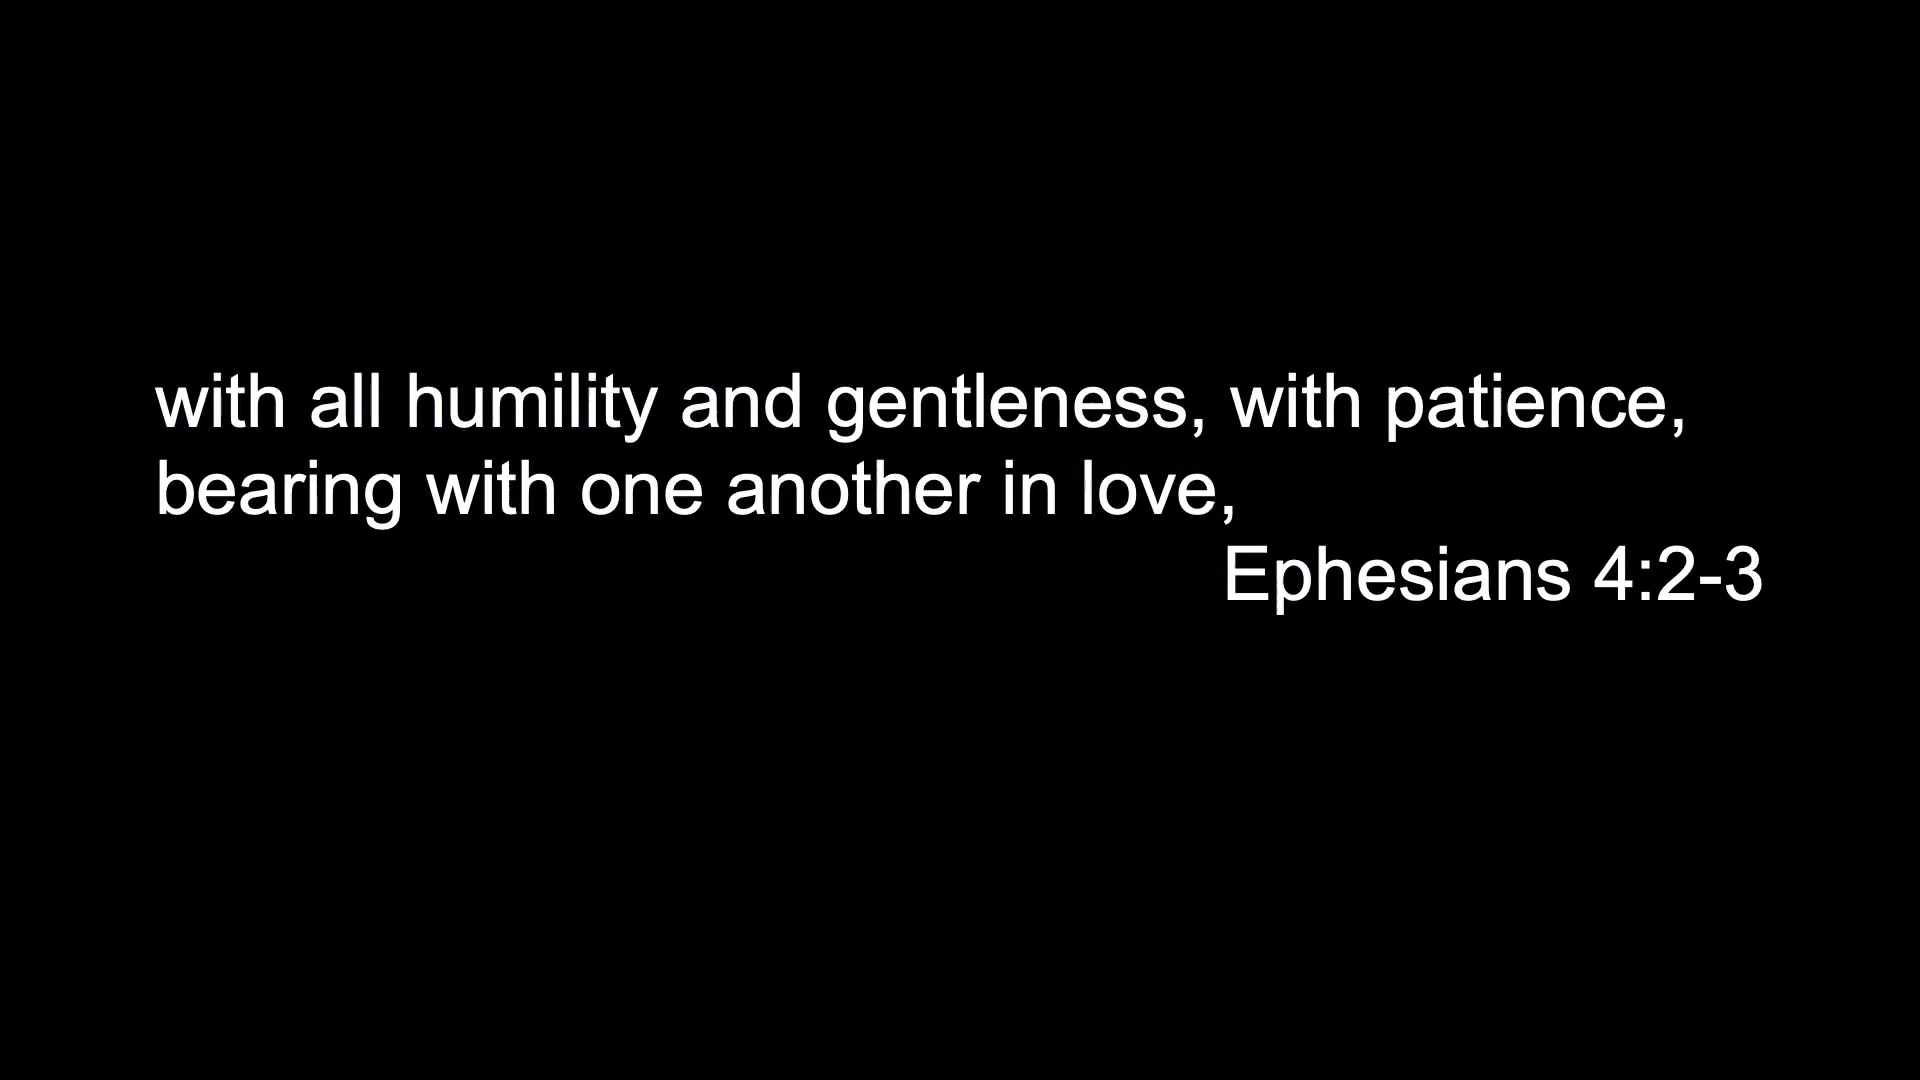 with all humility and gentleness, with patience,
bearing with one another in love,
Ephesians 4:2-3